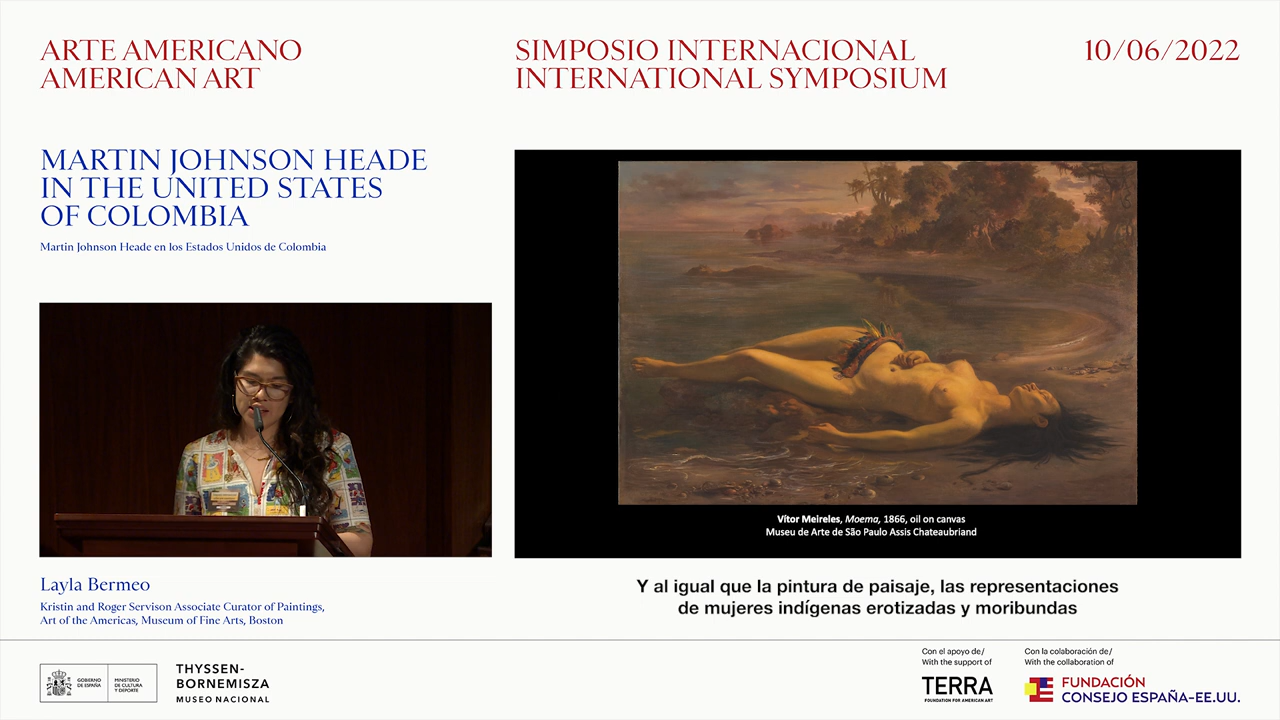 ARTE AMERICANO
AMERICAN ART
SIMPOSIO INTERNACIONAL
INTERNATIONAL SYMPOSIUM
10/06/2022
MARTIN JOHNSON HEADE
IN THE UNITED STATES
OF COLOMBIA
Martin Johnson Heade en los Estados Unidos de Colombia
Vítor Meireles, Moema, 1866, oil on canvas
Museu de Arte de São Paulo Assis Chateaubriand
Layla Bermeo
Kristin and Roger Servison Associate Curator of Paintings,
Art of the Americas, Museum of Fine Arts, Boston
Y al igual que la pintura de paisaje, las representaciones
de mujeres indígenas erotizadas y moribundas
GOBIERNO
DE ESPAÑA
MINISTERIO
DE CULTURA
Y DEPORTE
THYSSEN-
BORNEMISZA
MUSEO NACIONAL
Con el apoyo de/
With the support of
TERRA
FOUNDATION FOR AMERICAN ART
Con la colaboración de/
With the collaboration of
FUNDACIÓN
CONSEJO ESPAÑA-EE.UU.